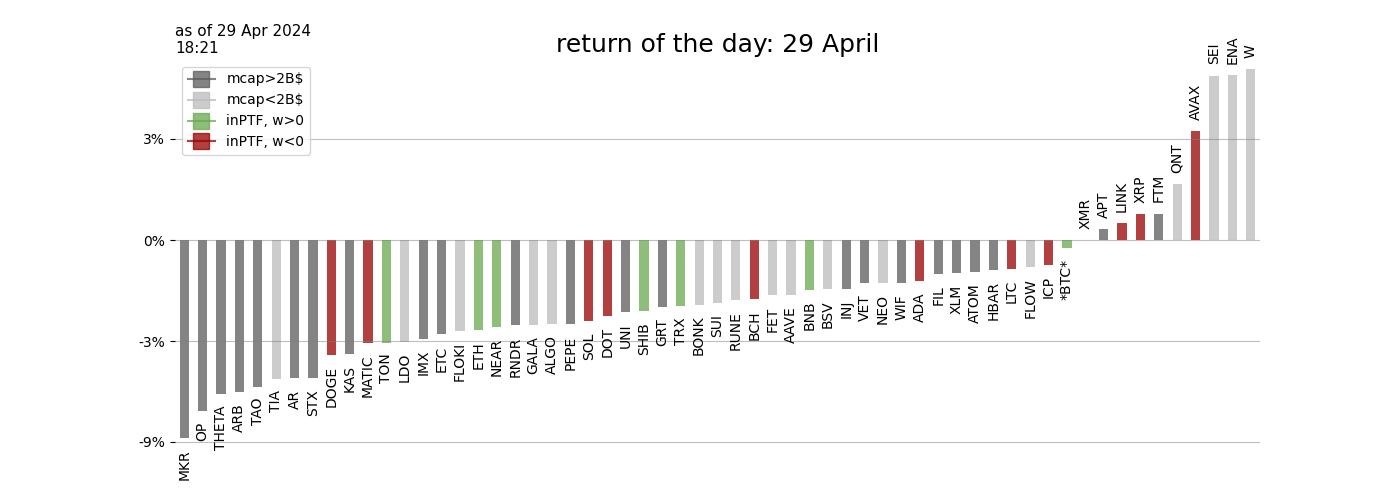 as of 29 Apr 2024
18:21
return of the day: 29 April
mcap>2B$
mcap<2B$
inPTF, w>0
inPTF, w<0
3%
0%
-3%
-9%
MKR
OP
THETA
ARB
TAO
TIA
AR
STX
DOGE
KAS
MATIC
TON
LDO
IMX
ETC
FLOKI
ETH
NEAR
RNDR
GALA
ALGO
PEPE
SOL
DOT
UNI
SHIB
GRT
TRX
BONK
SUI
RUNE
BCH
FET
AAVE
BNB
BSV
INJ
VET
NEO
WIF
ADA
FIL
XLM
ATOM
HBAR
LTC
FLOW
ICP
*BTC*
XMR
APT
LINK
XRP
FTM
QNT
AVAX
SEI
ENA
W